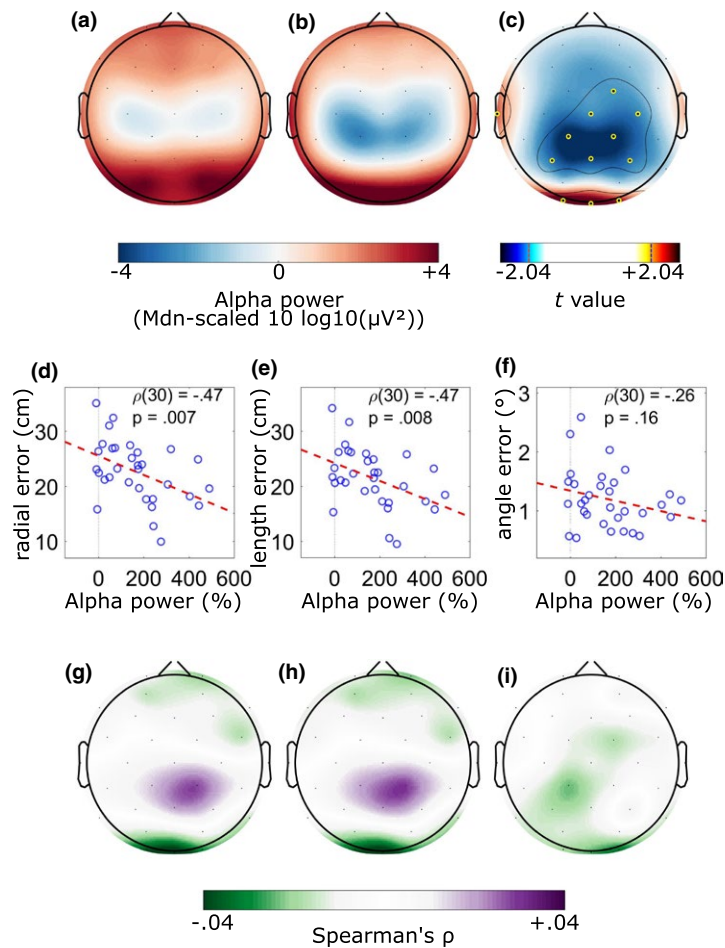 (a) (b) (c)
-4 0 +4
Alpha power
(Mdn-scaled 10 log10(µV²))
-2.04 +2.04
t value
(d)
ρ(30) = -.47
p = .007
radial error (cm)
30
20
10
0 200 400 600
Alpha power (%)
(e)
ρ(30) = -.47
p = .008
length error (cm)
30
20
10
0 200 400 600
Alpha power (%)
(f)
ρ(30) = -.26
p = .16
angle error (°)
3
2
1
0 200 400 600
Alpha power (%)
(g) (h) (i)
-.04 +.04
Spearman's ρ